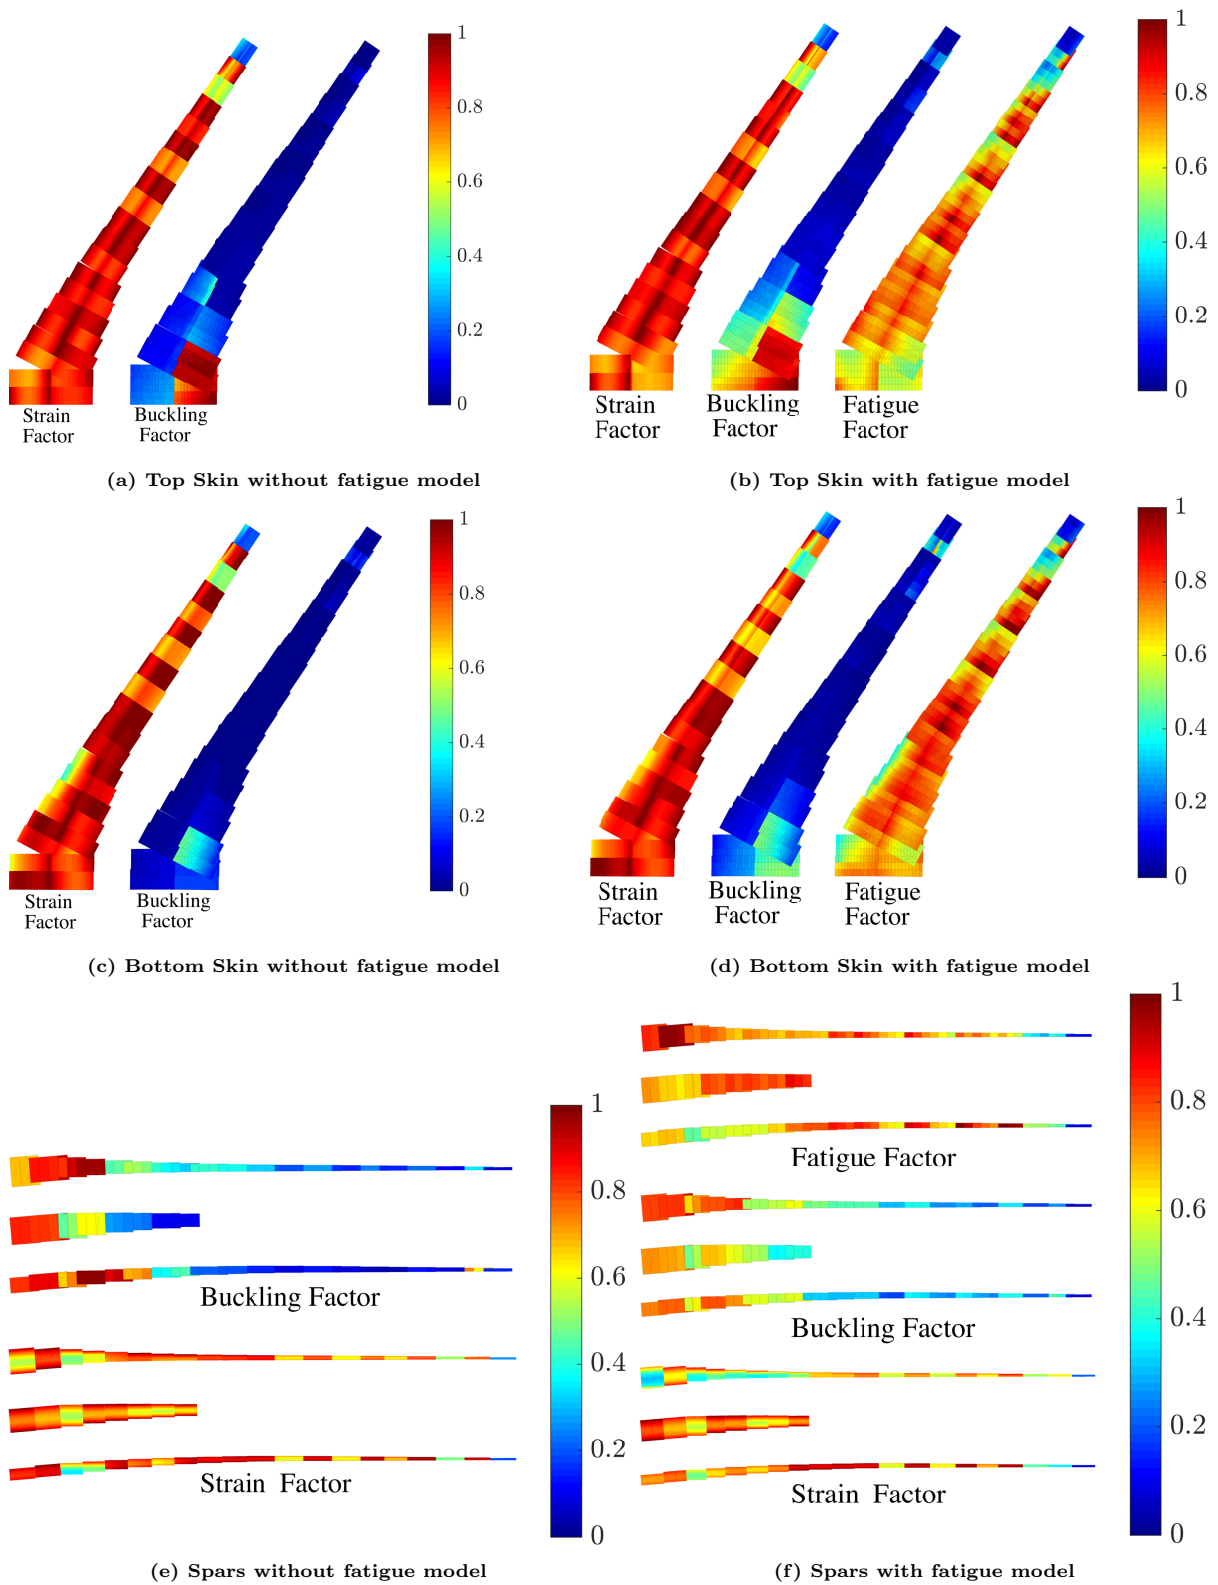 1
0.8
0.6
0.4
0.2
0
Strain
Factor
Buckling
Factor
(a) Top Skin without fatigue model
1
0.8
0.6
0.4
0.2
0
Strain
Factor
Buckling
Factor
Fatigue
Factor
(b) Top Skin with fatigue model
1
0.8
0.6
0.4
0.2
0
Strain
Factor
Buckling
Factor
(c) Bottom Skin without fatigue model
1
0.8
0.6
0.4
0.2
0
Strain
Factor
Buckling
Factor
Fatigue
Factor
(d) Bottom Skin with fatigue model
1
0.8
0.6
0.4
0.2
0
Buckling Factor
Strain Factor
(e) Spars without fatigue model
1
0.8
0.6
0.4
0.2
0
Fatigue Factor
Buckling Factor
Strain Factor
(f) Spars with fatigue model